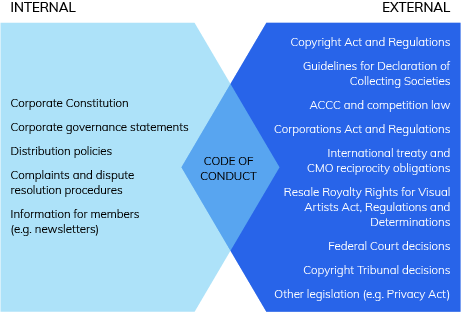 INTERNAL
EXTERNAL
Corporate Constitution
Corporate governance statements
Distribution policies
Complaints and dispute
resolution procedures
Information for members
(e.g. newsletters)
CODE OF
CONDUCT
Copyright Act and Regulations
Guidelines for Declaration of
Collecting Societies
ACCC and competition law
Corporations Act and Regulations
International treaty and
CMO reciprocity obligations
Resale Royalty Rights for Visual
Artists Act, Regulations and
Determinations
Federal Court decisions
Copyright Tribunal decisions
Other legislation (e.g. Privacy Act)